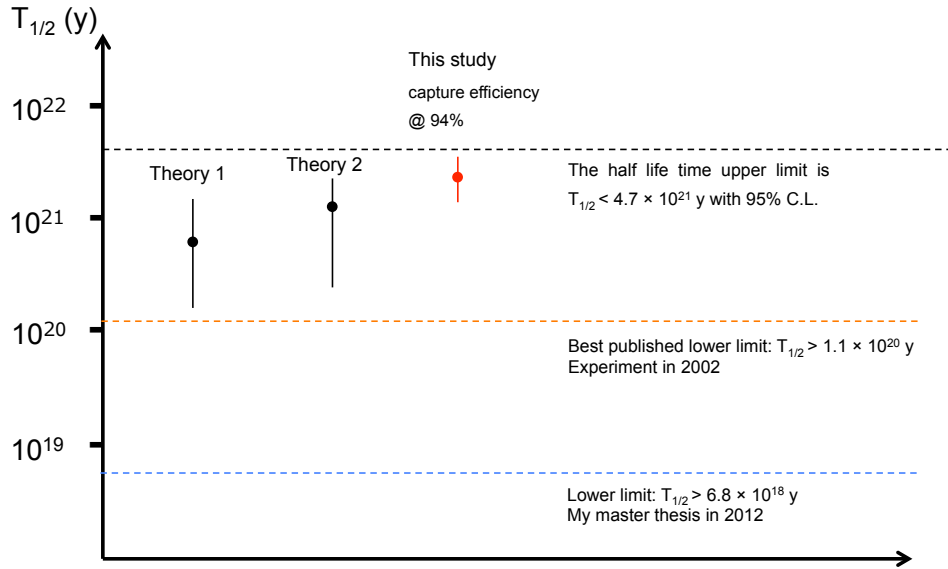 T1/2 (y)
This study
capture efficiency
@ 94%
10²²
Theory 1
Theory 2
The half life time upper limit is
T1/2 < 4.7 × 10²¹ y with 95% C.L.
10²¹
10²⁰
Best published lower limit: T1/2 > 1.1 × 10²⁰ y
Experiment in 2002
10¹⁹
Lower limit: T1/2 > 6.8 × 10¹⁸ y
My master thesis in 2012